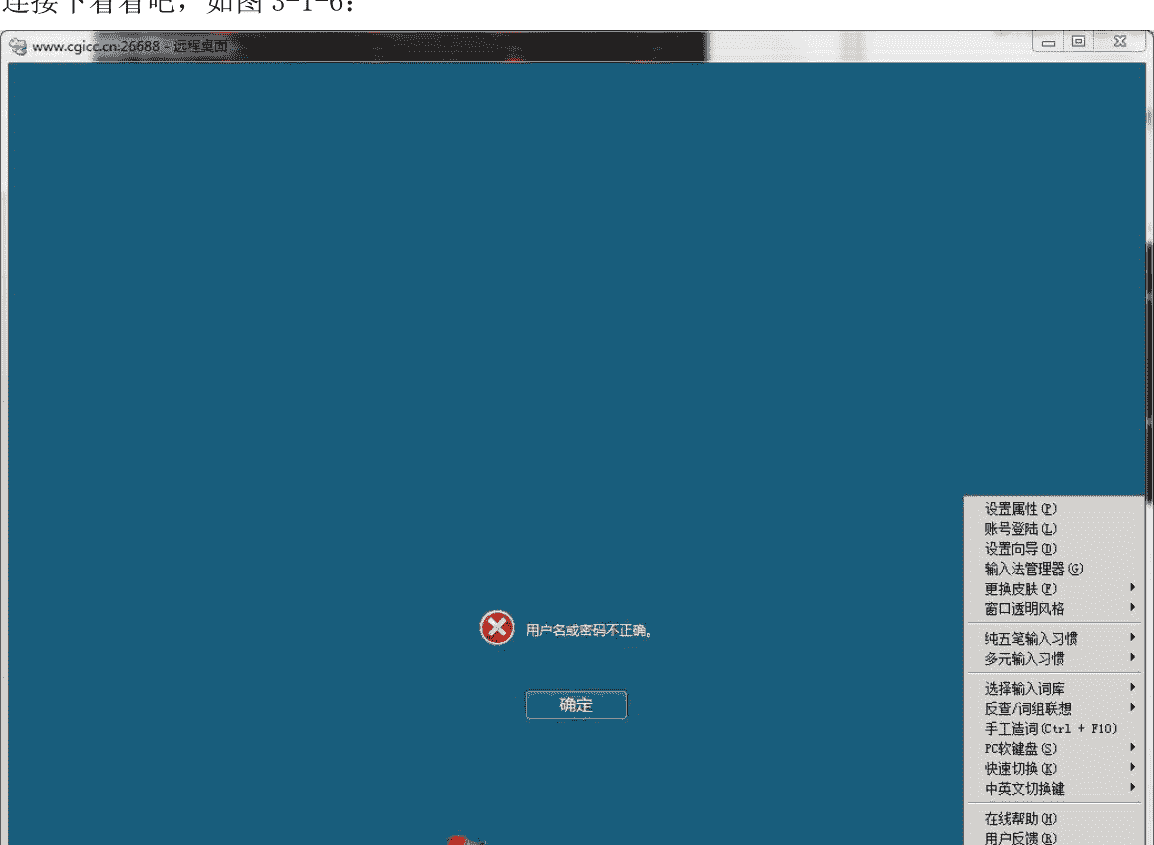 连接下看看吧，如图 3-1-6：
www.cgicc.cn:26688 - 远程桌面
用户名或密码不正确。
确定
设置属性(P)
账号登陆(L)
设置向导(D)
输入法管理器(G)
更换皮肤(F)
窗口透明风格
纯五笔输入习惯
多元输入习惯
选择输入词库
反查/词组联想
手工造词(Ctrl + F10)
PC软键盘(S)
快速切换(K)
中英文切换键
在线帮助(H)
用户反馈(R)